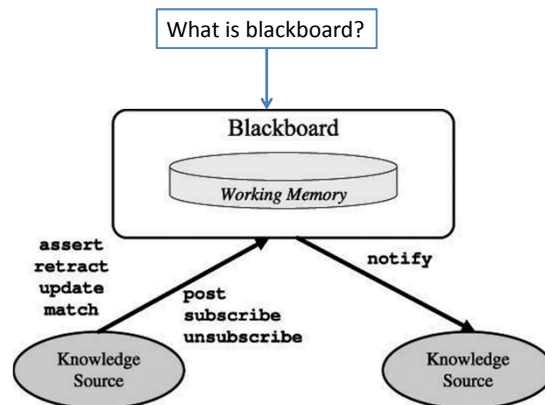 What is blackboard?
Blackboard
Working Memory
assert
retract
update
match
post
subscribe
unsubscribe
notify
Knowledge
Source
Knowledge
Source